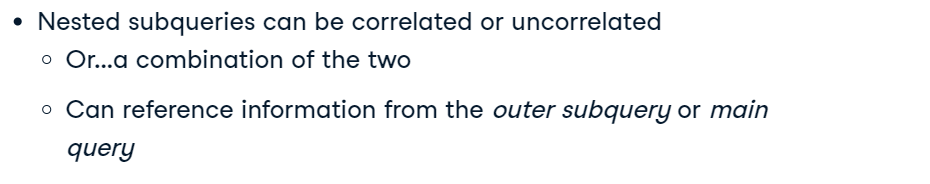 • Nested subqueries can be correlated or uncorrelated
◦ Or...a combination of the two
◦ Can reference information from the outer subquery or main
query